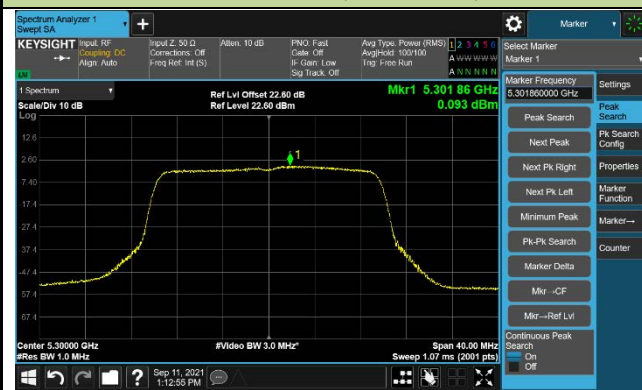 Spectrum Analyzer 1
Swept SA
Marker
KEYSIGHT
Input: RF
Coupling: DC
Align: Auto
Input Z: 50 Ω
Corrections: Off
Freq Ref: Int (S)
Atten: 10 dB
PNO: Fast
Gate: Off
IF Gain: Low
Sig Track: Off
Avg Type: Power (RMS)
Avg|Hold: 100/100
Trig: Free Run
1 2 3 4 5 6
A W W W W W
A N N N N N
LNI
Select Marker
Marker 1
1 Spectrum
Scale/Div 10 dB
Log
Ref Lvl Offset 22.60 dB
Ref Level 22.60 dBm
Mkr1 5.301 86 GHz
0.093 dBm
12.6
2.60
-7.40
-17.4
-27.4
-37.4
-47.4
-57.4
-67.4
1
Center 5.30000 GHz
#Res BW 1.0 MHz
#Video BW 3.0 MHz*
Span 40.00 MHz
Sweep 1.07 ms (2001 pts)
Marker Frequency
5.301860000 GHz
Peak Search
Next Peak
Next Pk Right
Next Pk Left
Minimum Peak
Pk-Pk Search
Marker Delta
Mkr→CF
Mkr→Ref Lvl
Continuous Peak
Search
On
Off
Settings
Peak
Search
Pk Search
Config
Properties
Marker
Function
Marker→
Counter
Sep 11, 2021
1:12:55 PM